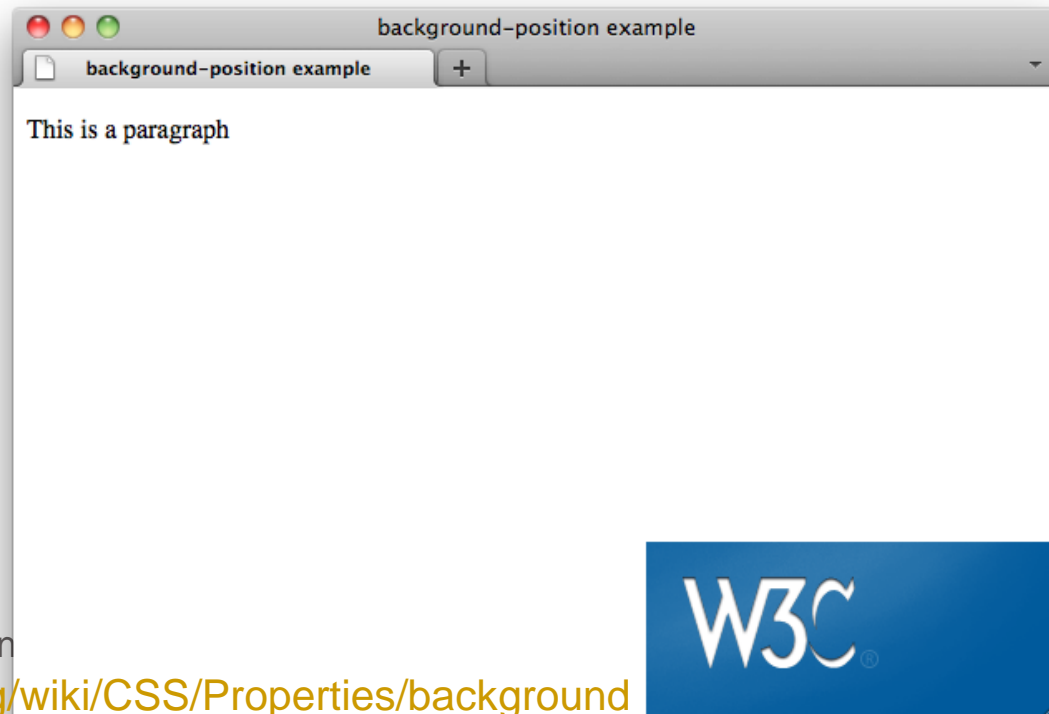 background-position example
background-position example +
This is a paragraph
W3C ®
/wiki/CSS/Properties/background